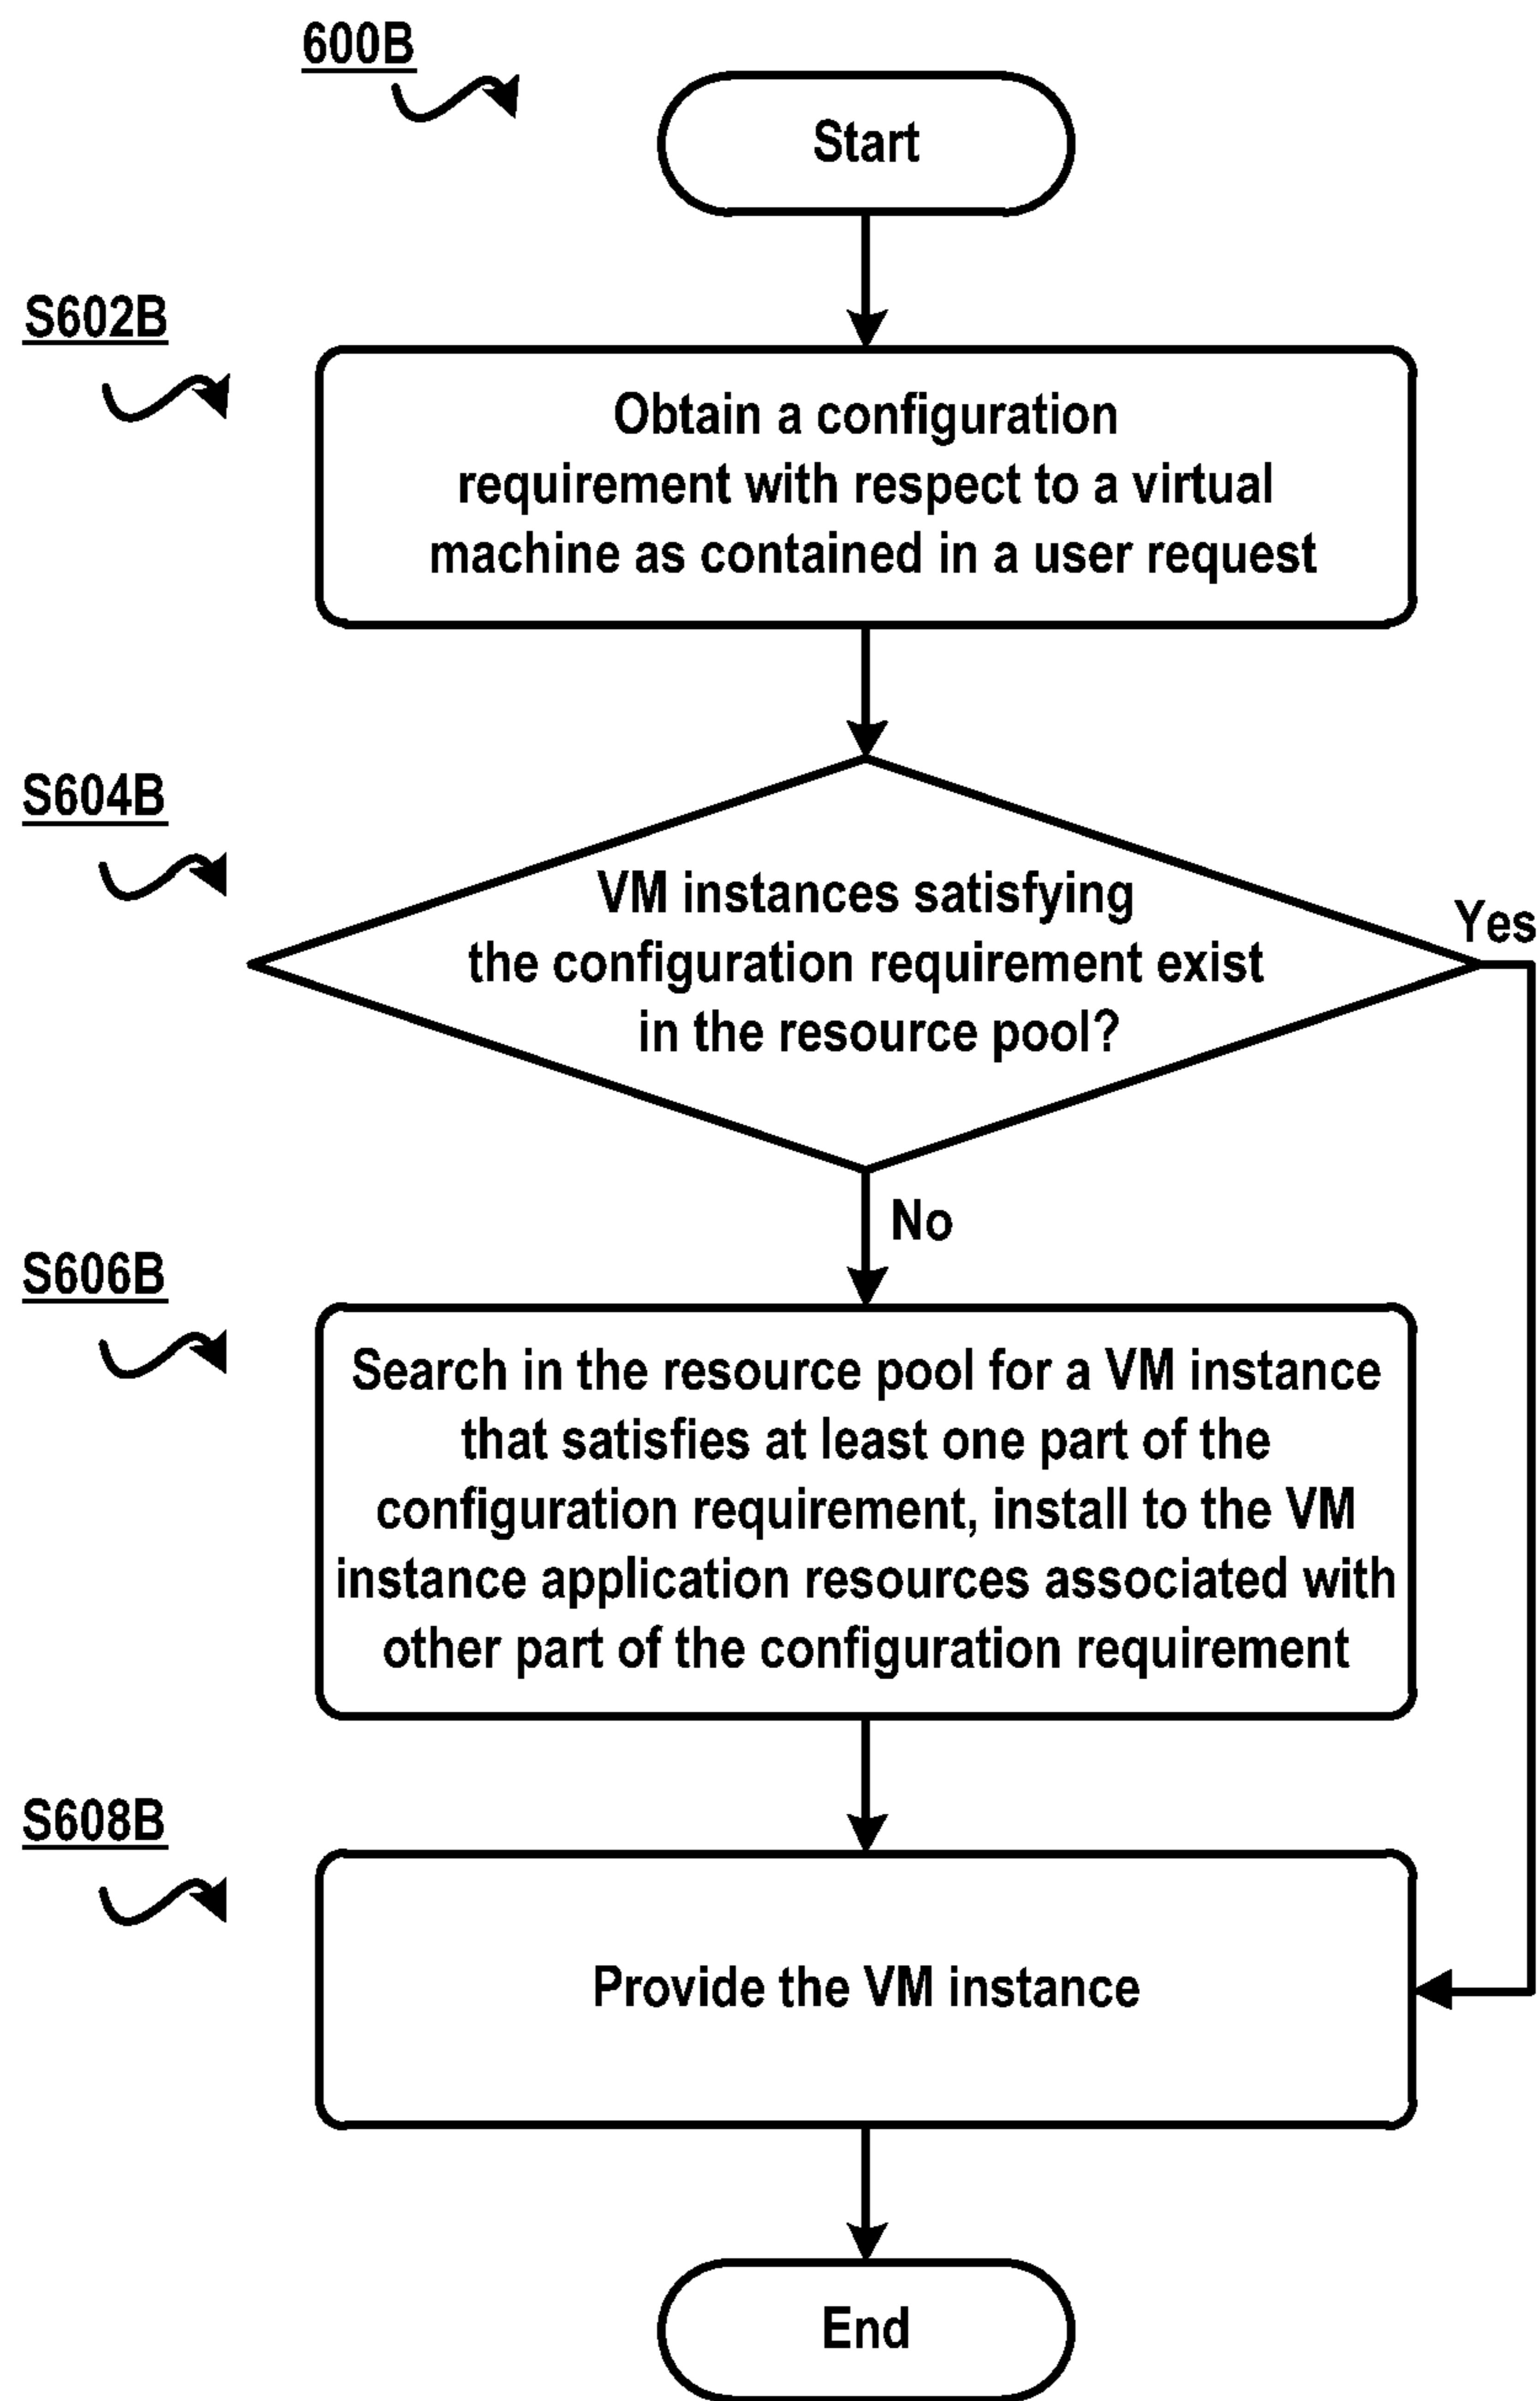 600B
Start
S602B
Obtain a configuration
requirement with respect to a virtual
machine as contained in a user request
S604B
VM instances satisfying
the configuration requirement exist
in the resource pool?
Yes
No
S606B
Search in the resource pool for a VM instance
that satisfies at least one part of the
configuration requirement, install to the VM
instance application resources associated with
other part of the configuration requirement
S608B
Provide the VM instance
End